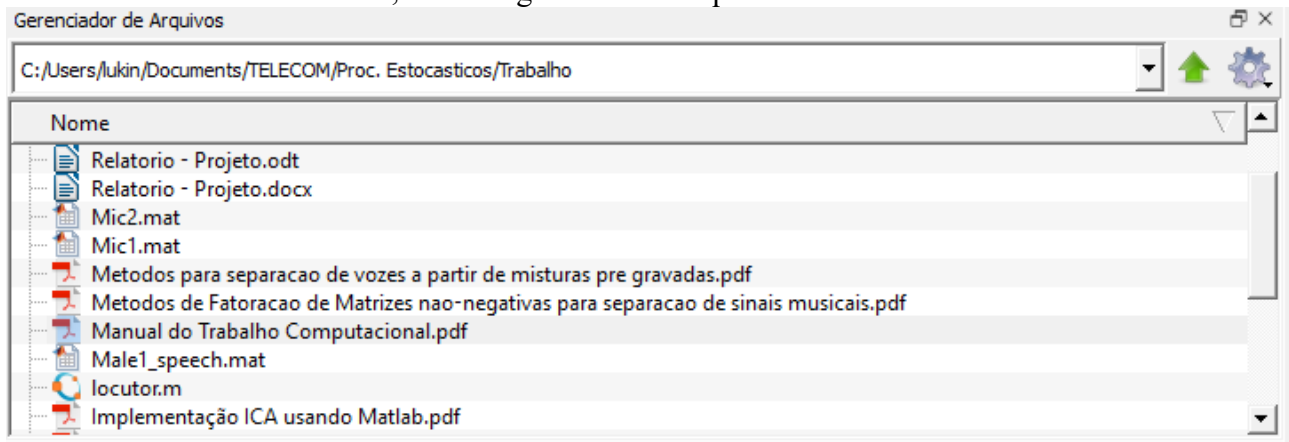 Gerenciador de Arquivos
C:/Users/lukin/Documents/TELECOM/Proc. Estocasticos/Trabalho
Nome
Relatorio - Projeto.odt
Relatorio - Projeto.docx
Mic2.mat
Mic1.mat
Metodos para separacao de vozes a partir de misturas pre gravadas.pdf
Metodos de Fatoracao de Matrizes nao-negativas para separacao de sinais musicais.pdf
Manual do Trabalho Computacional.pdf
Male1_speech.mat
locutor.m
Implementação ICA usando Matlab.pdf